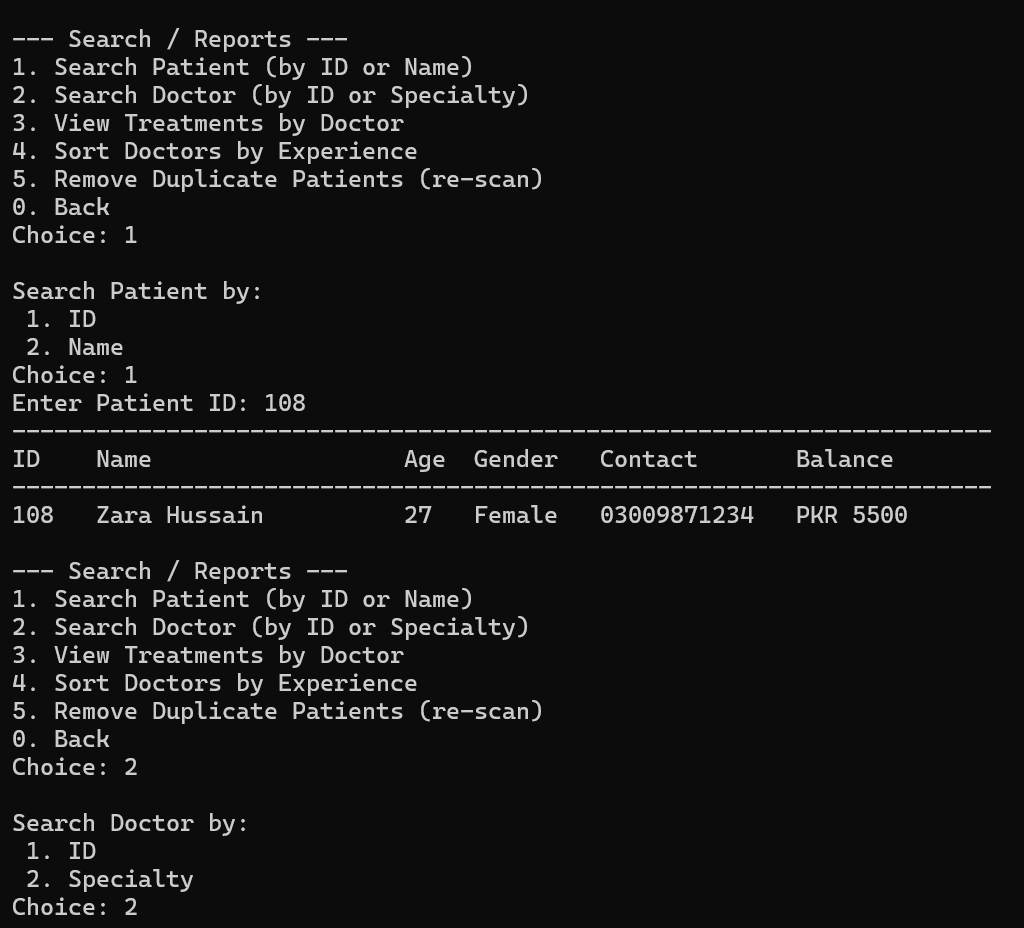 --- Search / Reports ---
1. Search Patient (by ID or Name)
2. Search Doctor (by ID or Specialty)
3. View Treatments by Doctor
4. Sort Doctors by Experience
5. Remove Duplicate Patients (re-scan)
0. Back
Choice: 1

Search Patient by:
 1. ID
 2. Name
Choice: 1
Enter Patient ID: 108
----------------------------------------------------------------------
ID    Name                  Age  Gender   Contact       Balance
----------------------------------------------------------------------
108   Zara Hussain          27   Female   03009871234   PKR 5500

--- Search / Reports ---
1. Search Patient (by ID or Name)
2. Search Doctor (by ID or Specialty)
3. View Treatments by Doctor
4. Sort Doctors by Experience
5. Remove Duplicate Patients (re-scan)
0. Back
Choice: 2

Search Doctor by:
 1. ID
 2. Specialty
Choice: 2